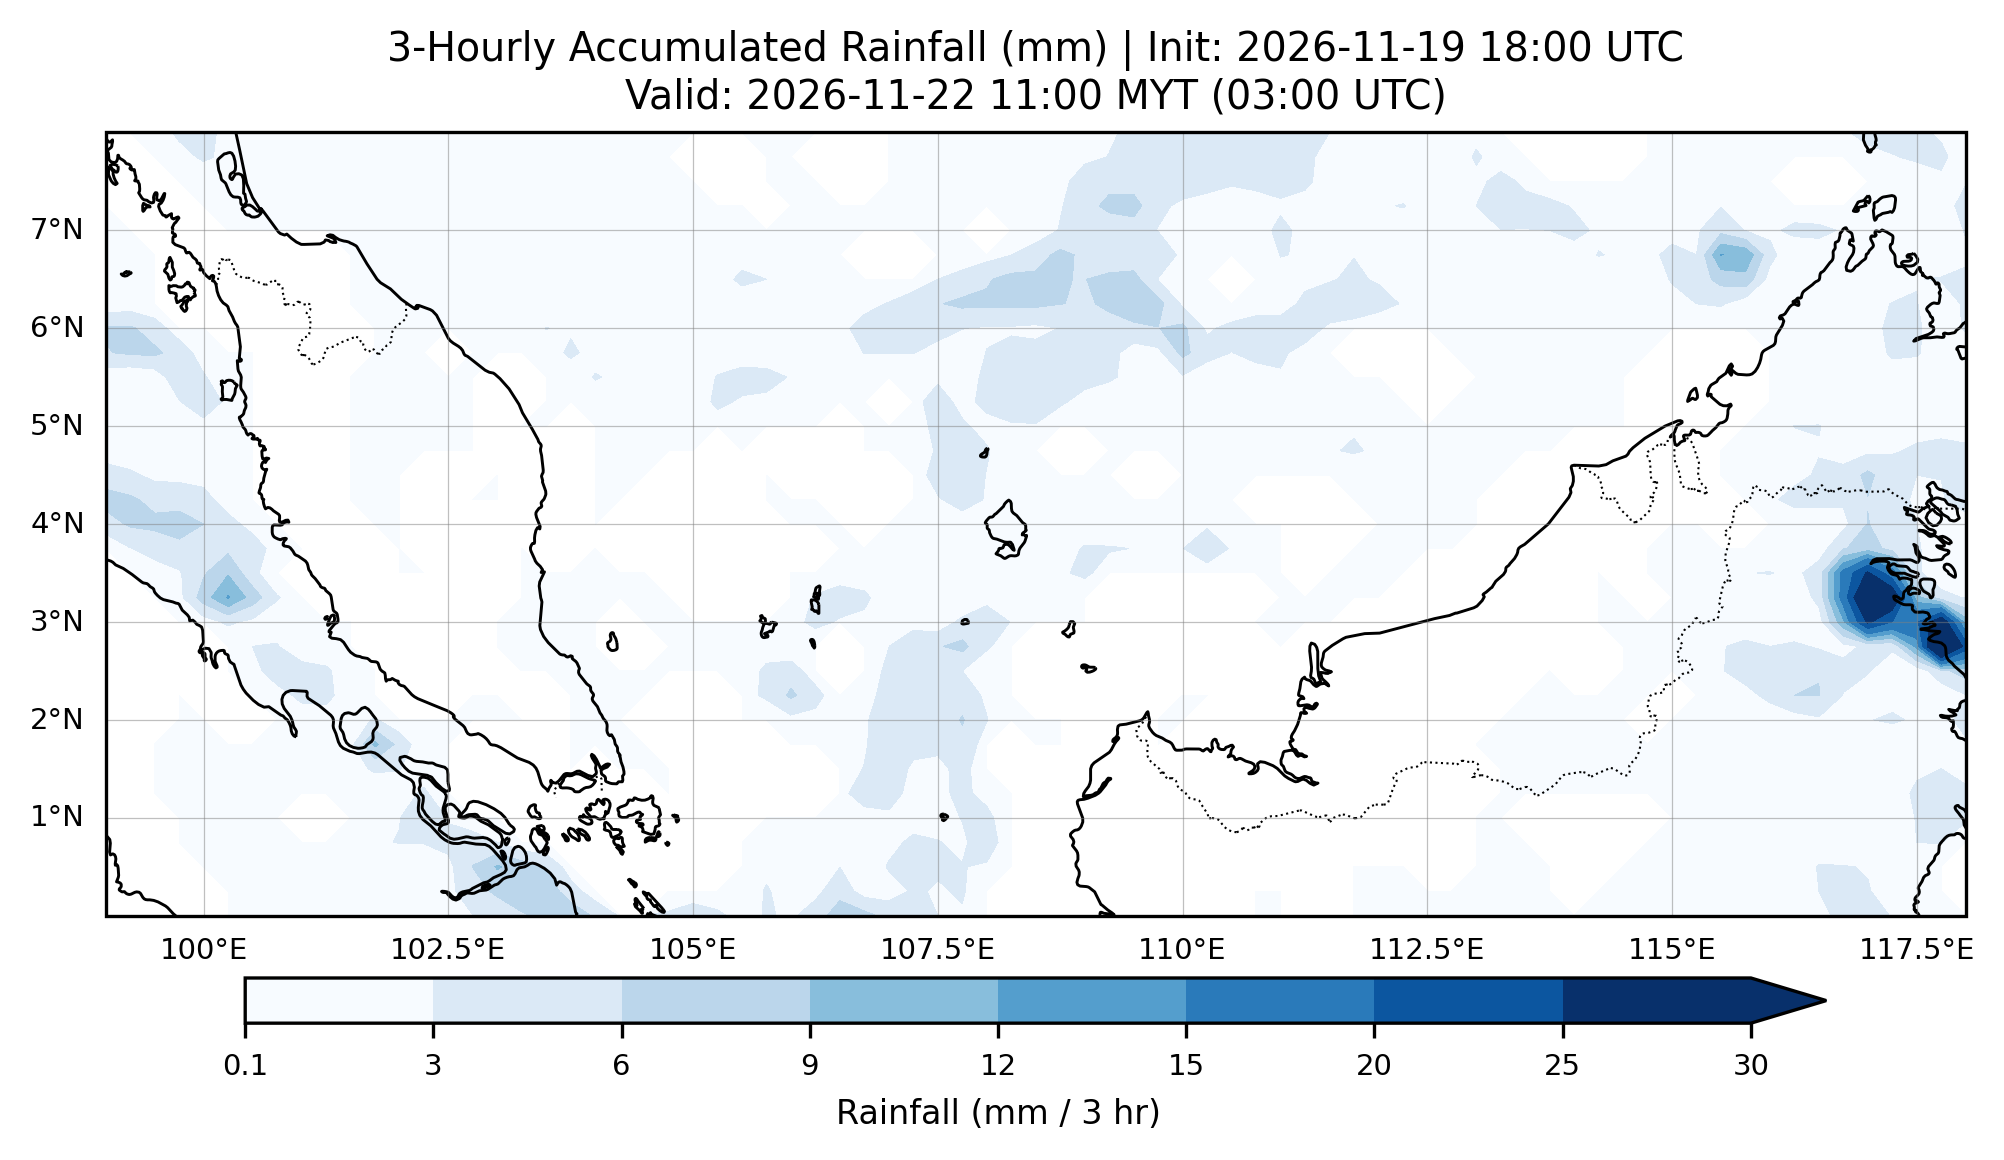 3-Hourly Accumulated Rainfall (mm) | Init: 2026-11-19 18:00 UTC
Valid: 2026-11-22 11:00 MYT (03:00 UTC)
7°N
6°N
5°N
4°N
3°N
2°N
1°N
100°E 102.5°E 105°E 107.5°E 110°E 112.5°E 115°E 117.5°E
0.1 3 6 9 12 15 20 25 30
Rainfall (mm / 3 hr)